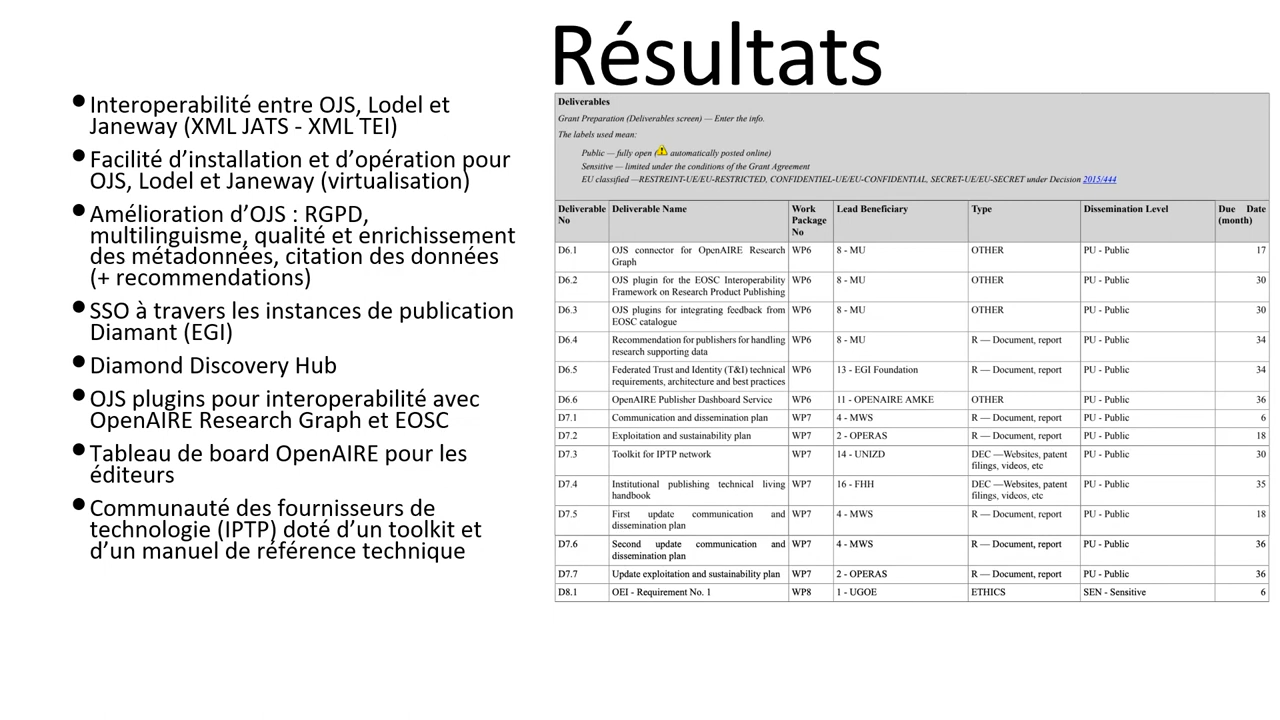 Résultats
•Interoperabilité entre OJS, Lodel et
Janeway (XML JATS - XML TEI)
•Facilité d’installation et d’opération pour
OJS, Lodel et Janeway (virtualisation)
•Amélioration d’OJS : RGPD,
multilinguisme, qualité et enrichissement
des métadonnées, citation des données
(+ recommendations)
•SSO à travers les instances de publication
Diamant (EGI)
•Diamond Discovery Hub
•OJS plugins pour interoperabilité avec
OpenAIRE Research Graph et EOSC
•Tableau de board OpenAIRE pour les
éditeurs
•Communauté des fournisseurs de
technologie (IPTP) doté d’un toolkit et
d’un manuel de référence technique
Deliverables
Grant Preparation (Deliverables screen) — Enter the info.
The labels used mean:
Public — fully open (⚠ automatically posted online)
Sensitive — limited under the conditions of the Grant Agreement
EU classified —RESTREINT-UE/EU-RESTRICTED, CONFIDENTIEL-UE/EU-CONFIDENTIAL, SECRET-UE/EU-SECRET under Decision 2015/444
Deliverable Deliverable Name Work Lead Beneficiary Type Dissemination Level Due Date
No Package (month)
No
D6.1 OJS connector for OpenAIRE Research WP6 8 - MU OTHER PU - Public 17
Graph
D6.2 OJS plugin for the EOSC Interoperability WP6 8 - MU OTHER PU - Public 30
Framework on Research Product Publishing
D6.3 OJS plugins for integrating feedback from WP6 8 - MU OTHER PU - Public 30
EOSC catalogue
D6.4 Recommendation for publishers for handling WP6 8 - MU R — Document, report PU - Public 34
research supporting data
D6.5 Federated Trust and Identity (T&I) technical WP6 13 - EGI Foundation R — Document, report PU - Public 34
requirements, architecture and best practices
D6.6 OpenAIRE Publisher Dashboard Service WP6 11 - OPENAIRE AMKE OTHER PU - Public 36
D7.1 Communication and dissemination plan WP7 4 - MWS R — Document, report PU - Public 6
D7.2 Exploitation and sustainability plan WP7 2 - OPERAS R — Document, report PU - Public 18
D7.3 Toolkit for IPTP network WP7 14 - UNIZD DEC —Websites, patent PU - Public 30
filings, videos, etc
D7.4 Institutional publishing technical living WP7 16 - FHH DEC —Websites, patent PU - Public 35
handbook filings, videos, etc
D7.5 First update communication and WP7 4 - MWS R — Document, report PU - Public 18
dissemination plan
D7.6 Second update communication and WP7 4 - MWS R — Document, report PU - Public 36
dissemination plan
D7.7 Update exploitation and sustainability plan WP7 2 - OPERAS R — Document, report PU - Public 36
D8.1 OEI - Requirement No. 1 WP8 1 - UGOE ETHICS SEN - Sensitive 6